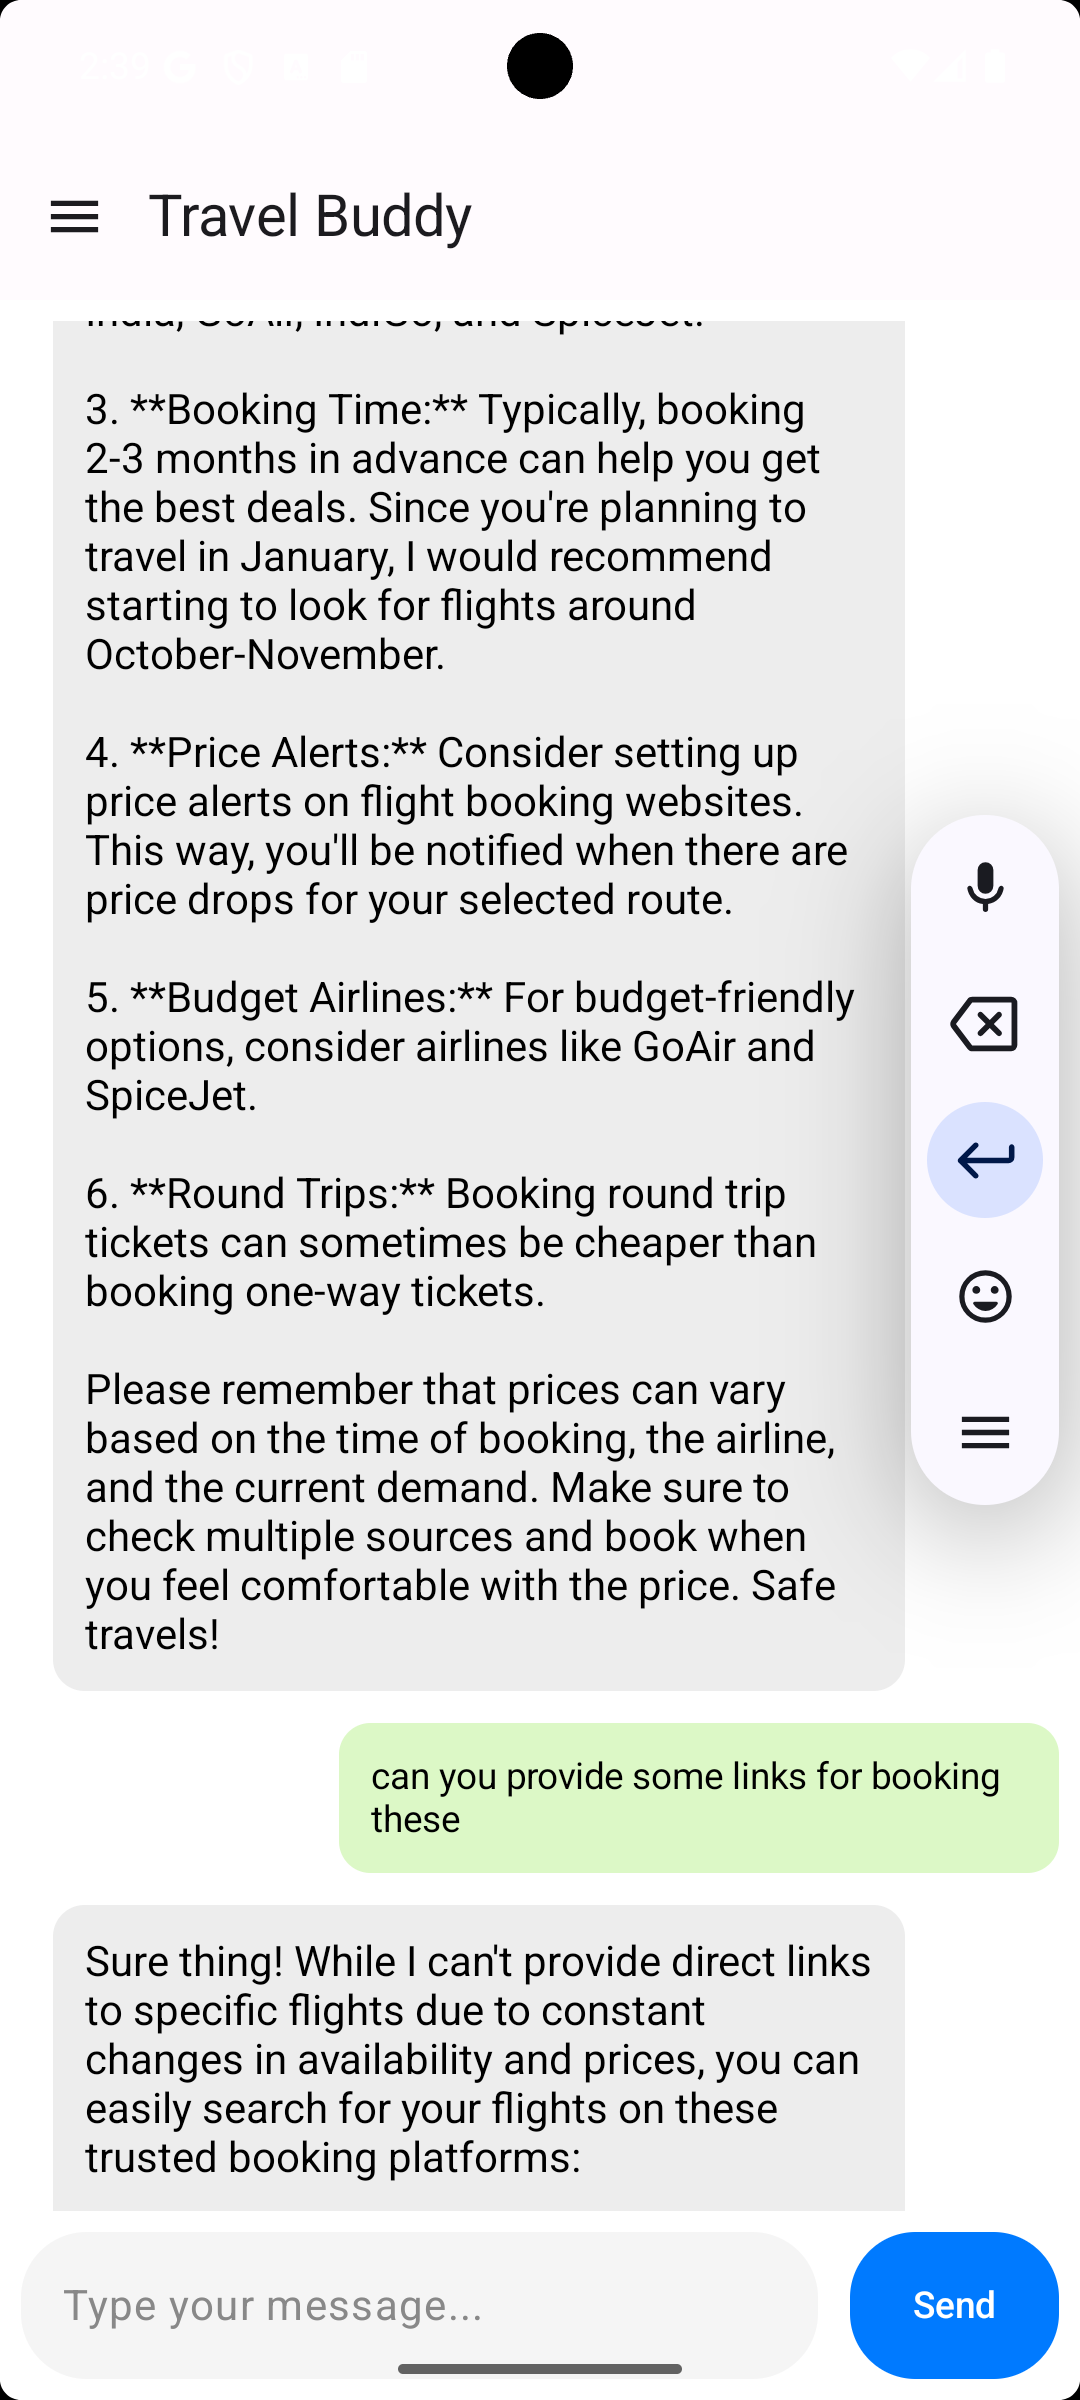 Travel Buddy
India, GoAir, IndiGo, and SpiceJet.
3. **Booking Time:** Typically, booking
2-3 months in advance can help you get
the best deals. Since you're planning to
travel in January, I would recommend
starting to look for flights around
October-November.
4. **Price Alerts:** Consider setting up
price alerts on flight booking websites.
This way, you'll be notified when there are
price drops for your selected route.
5. **Budget Airlines:** For budget-friendly
options, consider airlines like GoAir and
SpiceJet.
6. **Round Trips:** Booking round trip
tickets can sometimes be cheaper than
booking one-way tickets.
Please remember that prices can vary
based on the time of booking, the airline,
and the current demand. Make sure to
check multiple sources and book when
you feel comfortable with the price. Safe
travels!
can you provide some links for booking
these
Sure thing! While I can't provide direct links
to specific flights due to constant
changes in availability and prices, you can
easily search for your flights on these
trusted booking platforms:
Type your message...
Send